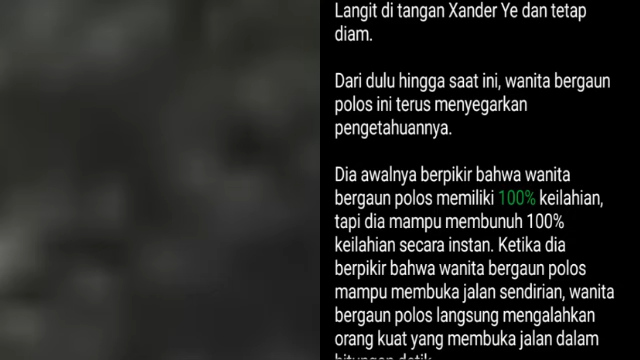 Langit di tangan Xander Ye dan tetap
diam.
Dari dulu hingga saat ini, wanita bergaun
polos ini terus menyegarkan
pengetahuannya.
Dia awalnya berpikir bahwa wanita
bergaun polos memiliki 100% keilahian,
tapi dia mampu membunuh 100%
keilahian secara instan. Ketika dia
berpikir bahwa wanita bergaun polos
mampu membuka jalan sendirian, wanita
bergaun polos langsung mengalahkan
orang kuat yang membuka jalan dalam
hitungan detik.